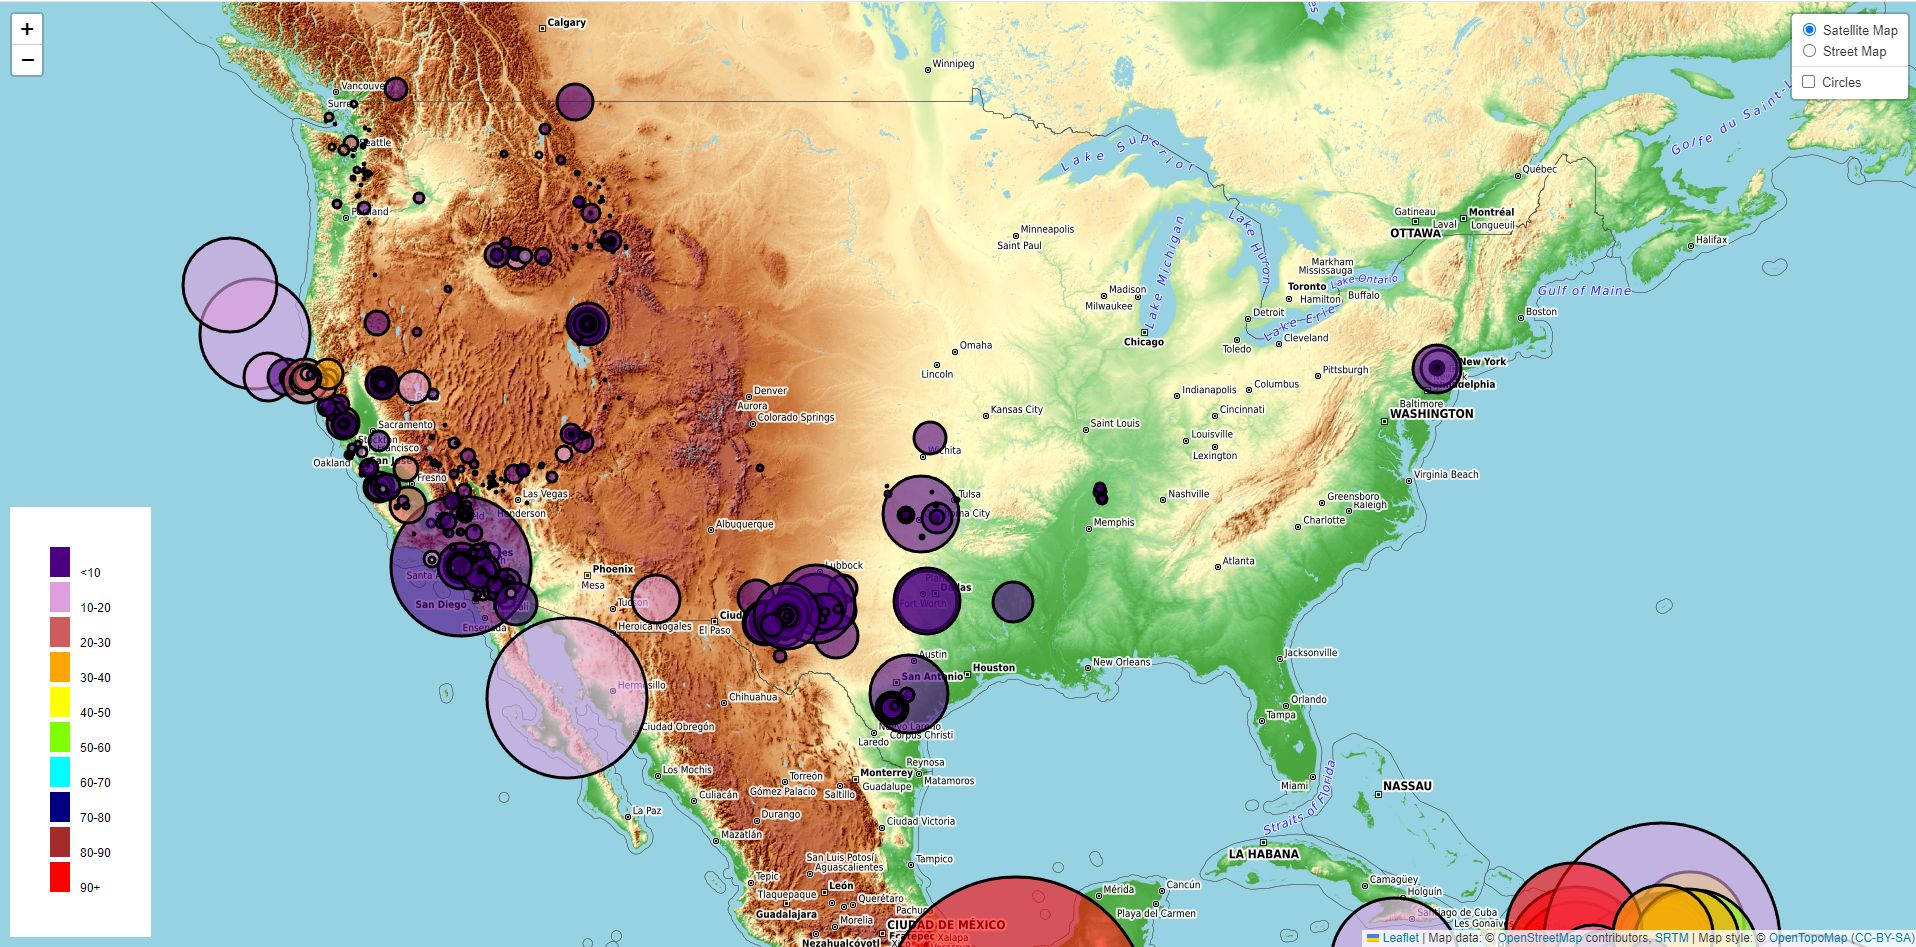 +
−
Satellite Map
Street Map
Circles
Calgary
Winnipeg
Vancouver
Surre
eattle
Portland
Lake Superior
Golfe du Saint-L
Québec
Gatineau
Montréal
Laval
Longueuil
OTTAWA
Halifax
Minneapolis
Saint Paul
Lake Michigan
Lake Huron
Markham
Mississauga
Toronto
Lake Ontario
Hamilton
Buffalo
Gulf of Maine
Madison
Milwaukee
Detroit
Lake Erie
Boston
Chicago
Toledo
Cleveland
Omaha
Lincoln
Pittsburgh
New York
adelphia
Denver
Aurora
Colorado Springs
Indianapolis
Columbus
Baltimore
WASHINGTON
Kansas City
Cincinnati
Saint Louis
Sacramento
Stockton
Francisco
Oakland
San Jose
Fresno
Louisville
Lexington
Wichita
Virginia Beach
Las Vegas
Henderson
Tulsa
Nashville
Greensboro
Raleigh
Charlotte
oma City
Albuquerque
Memphis
Atlanta
Santa A
Phoenix
Mesa
Lubbock
Dallas
Fort Worth
San Diego
Tucson
Ciud
Heroica Nogales
El Paso
Ensenada
Austin
Houston
San Antonio
New Orleans
Jacksonville
Hermosillo
Chihuahua
Orlando
Tampa
Ciudad Obregón
Nuevo Laredo
Laredo
Corpus Christi
Los Mochis
Torreón
Gómez Palacio
Saltillo
Monterrey
Guadalupe
Reynosa
Matamoros
Miami
Straits of Florida
NASSAU
Culiacán
La Paz
Durango
Mazatlán
Ciudad Victoria
LA HABANA
San Luis Potosí
Aguascalientes
Tampico
Tepic
León
Tlaquepaque
Querétaro
Guadalajara
Pachuca
Morelia
CIUDAD DE MÉXICO
Ecatepec
Xalapa
Nezahualcóyotl
Veracruz
Mérida
Cancún
Playa del Carmen
Camagüey
Holguín
Santiago de Cuba
Les Gonaïves
<10
10-20
20-30
30-40
40-50
50-60
60-70
70-80
80-90
90+
Leaflet | Map data: © OpenStreetMap contributors, SRTM | Map style: © OpenTopoMap (CC-BY-SA)